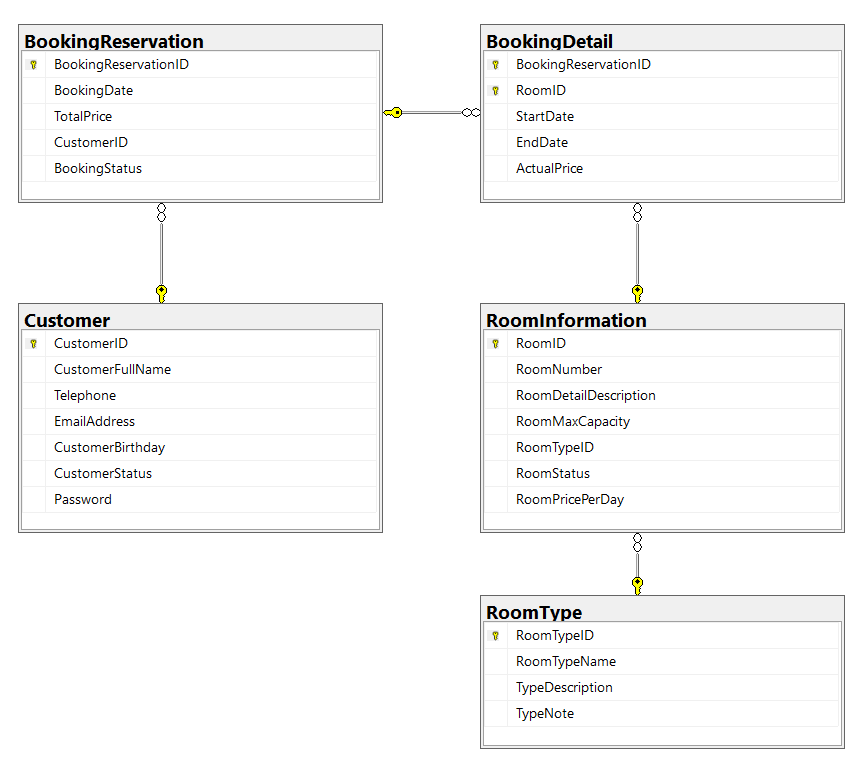 BookingReservation
BookingReservationID
BookingDate
TotalPrice
CustomerID
BookingStatus
BookingDetail
BookingReservationID
RoomID
StartDate
EndDate
ActualPrice
Customer
CustomerID
CustomerFullName
Telephone
EmailAddress
CustomerBirthday
CustomerStatus
Password
RoomInformation
RoomID
RoomNumber
RoomDetailDescription
RoomMaxCapacity
RoomTypeID
RoomStatus
RoomPricePerDay
RoomType
RoomTypeID
RoomTypeName
TypeDescription
TypeNote